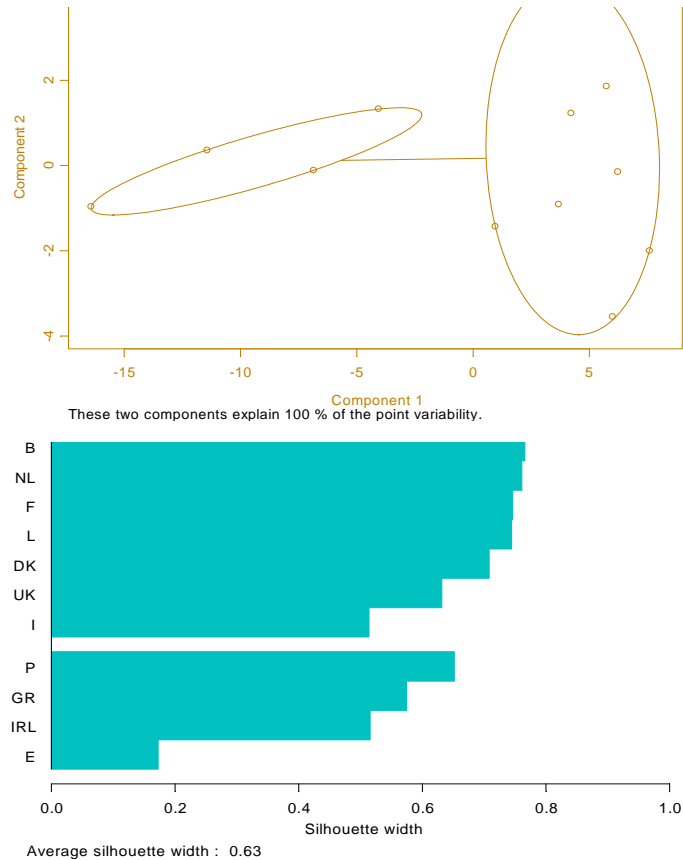 2
0
-2
-4
Component 2
-15 -10 -5 0 5
Component 1
These two components explain 100 % of the point variability.
B
NL
F
L
DK
UK
I
P
GR
IRL
E
0.0 0.2 0.4 0.6 0.8 1.0
Silhouette width
Average silhouette width : 0.63